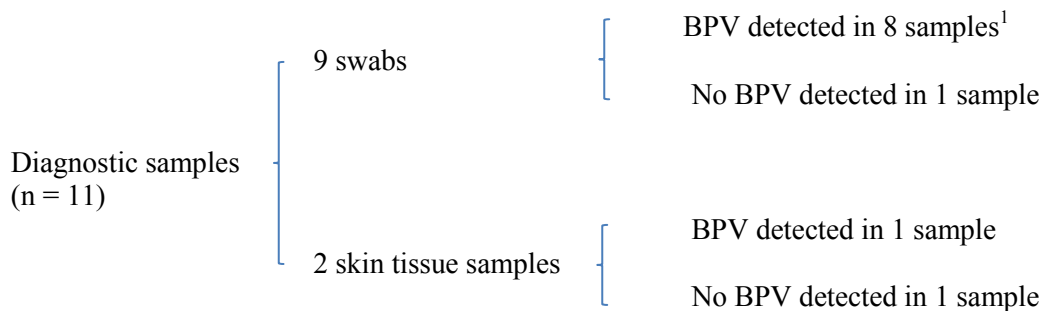 BPV detected in 8 samples¹
9 swabs
No BPV detected in 1 sample
Diagnostic samples
(n = 11)
BPV detected in 1 sample
2 skin tissue samples
No BPV detected in 1 sample